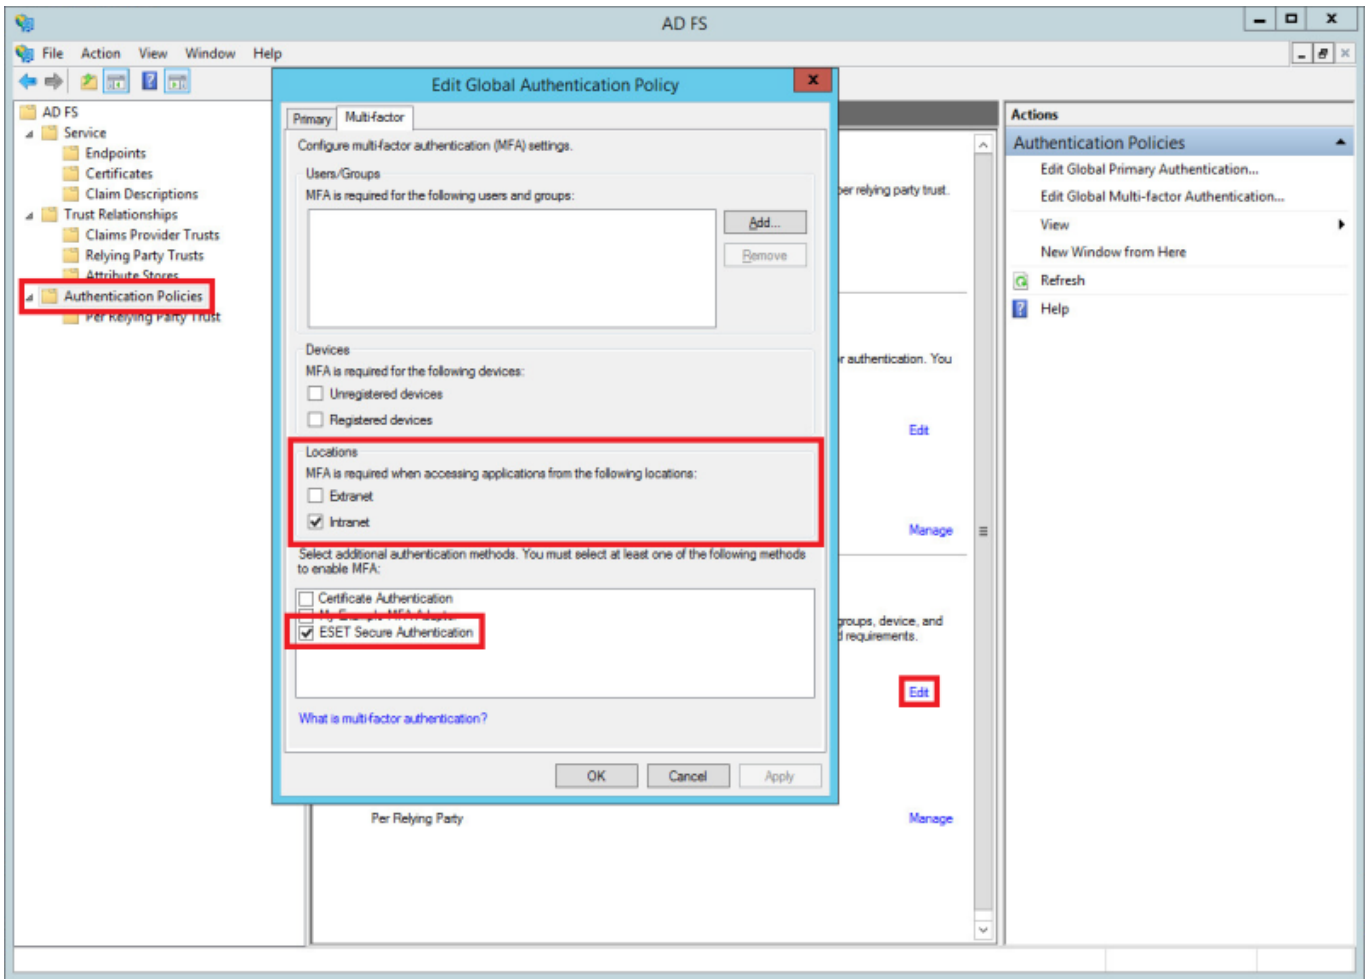 AD FS
File Action View Window Help
AD FS
Service
Endpoints
Certificates
Claim Descriptions
Trust Relationships
Claims Provider Trusts
Relying Party Trusts
Attribute Stores
Authentication Policies
Per Relying Party Trust
Edit Global Authentication Policy
Primary Multi-factor
Configure multi-factor authentication (MFA) settings.
Users/Groups
MFA is required for the following users and groups:
Add...
Remove
Devices
MFA is required for the following devices:
Unregistered devices
Registered devices
Locations
MFA is required when accessing applications from the following locations:
Extranet
Intranet
Select additional authentication methods. You must select at least one of the following methods
to enable MFA:
Certificate Authentication
My Example MFA Adapter
ESET Secure Authentication
What is multi-factor authentication?
OK Cancel Apply
per relying party trust.
r authentication. You
Edit
Manage
groups, device, and
d requirements.
Edit
Per Relying Party
Manage
Actions
Authentication Policies
Edit Global Primary Authentication...
Edit Global Multi-factor Authentication...
View
New Window from Here
Refresh
Help